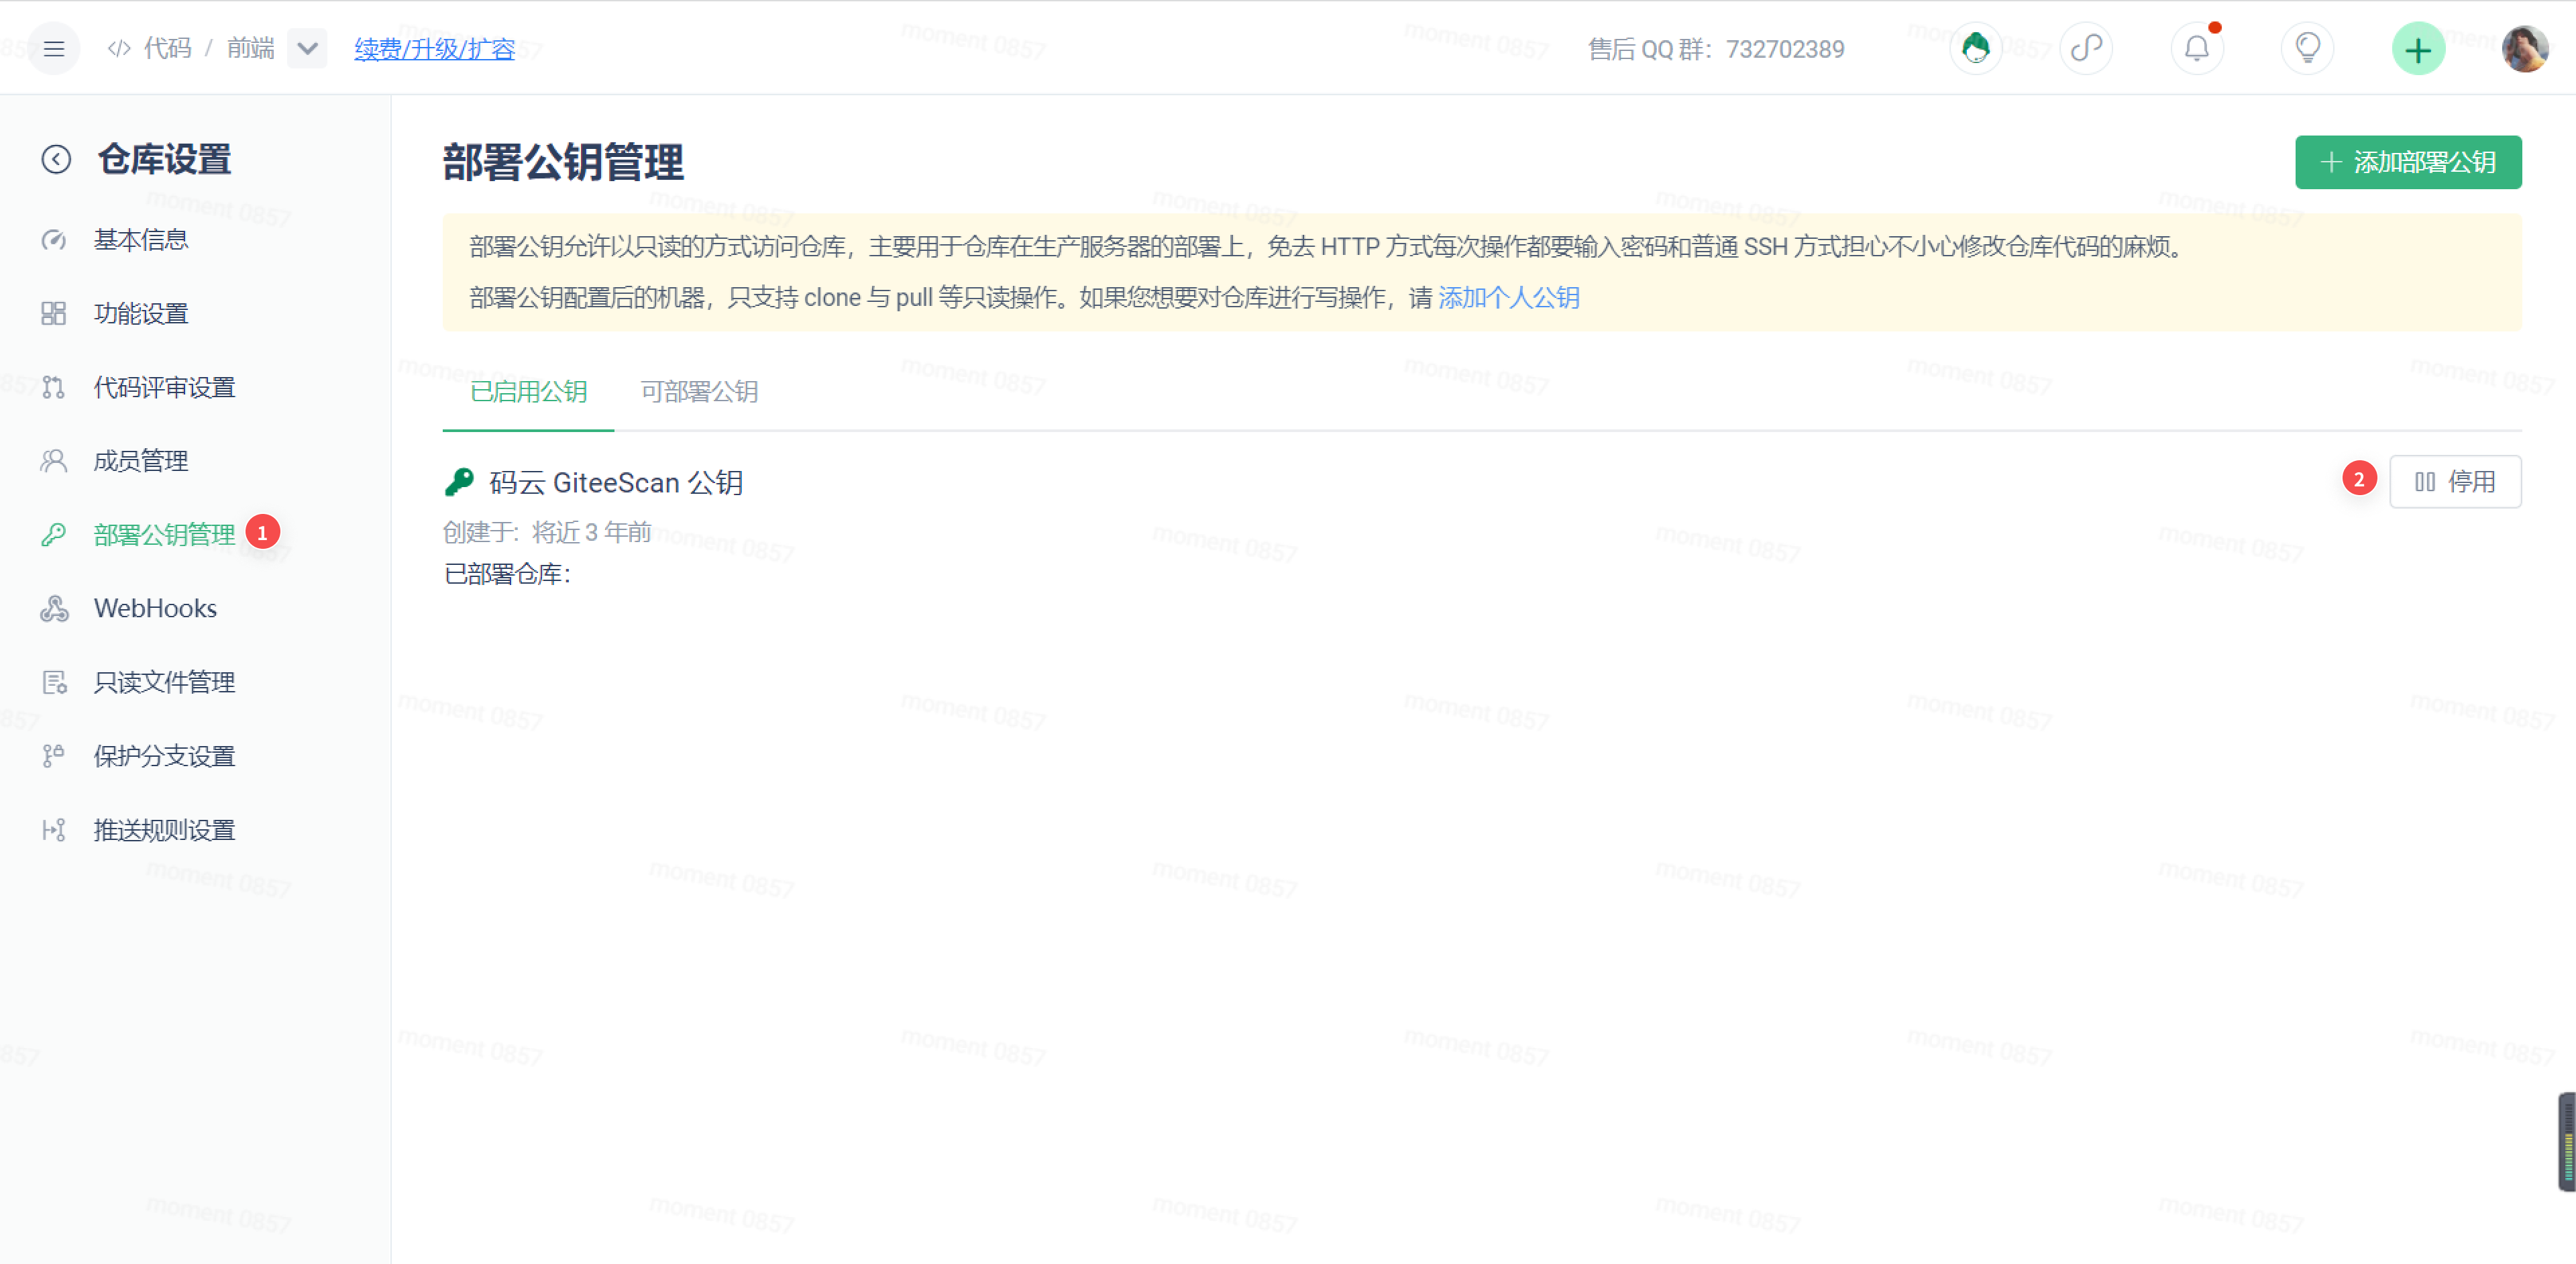 代码 / 前端
续费/升级/扩容
售后 QQ 群：732702389
仓库设置
基本信息
功能设置
代码评审设置
成员管理
部署公钥管理 1
WebHooks
只读文件管理
保护分支设置
推送规则设置
部署公钥管理
添加部署公钥
部署公钥允许以只读的方式访问仓库，主要用于仓库在生产服务器的部署上，免去 HTTP 方式每次操作都要输入密码和普通 SSH 方式担心不小心修改仓库代码的麻烦。
部署公钥配置后的机器，只支持 clone 与 pull 等只读操作。如果您想要对仓库进行写操作，请 添加个人公钥
已启用公钥 可部署公钥
码云 GiteeScan 公钥
2 停用
创建于: 将近 3 年前
已部署仓库:
moment 0857